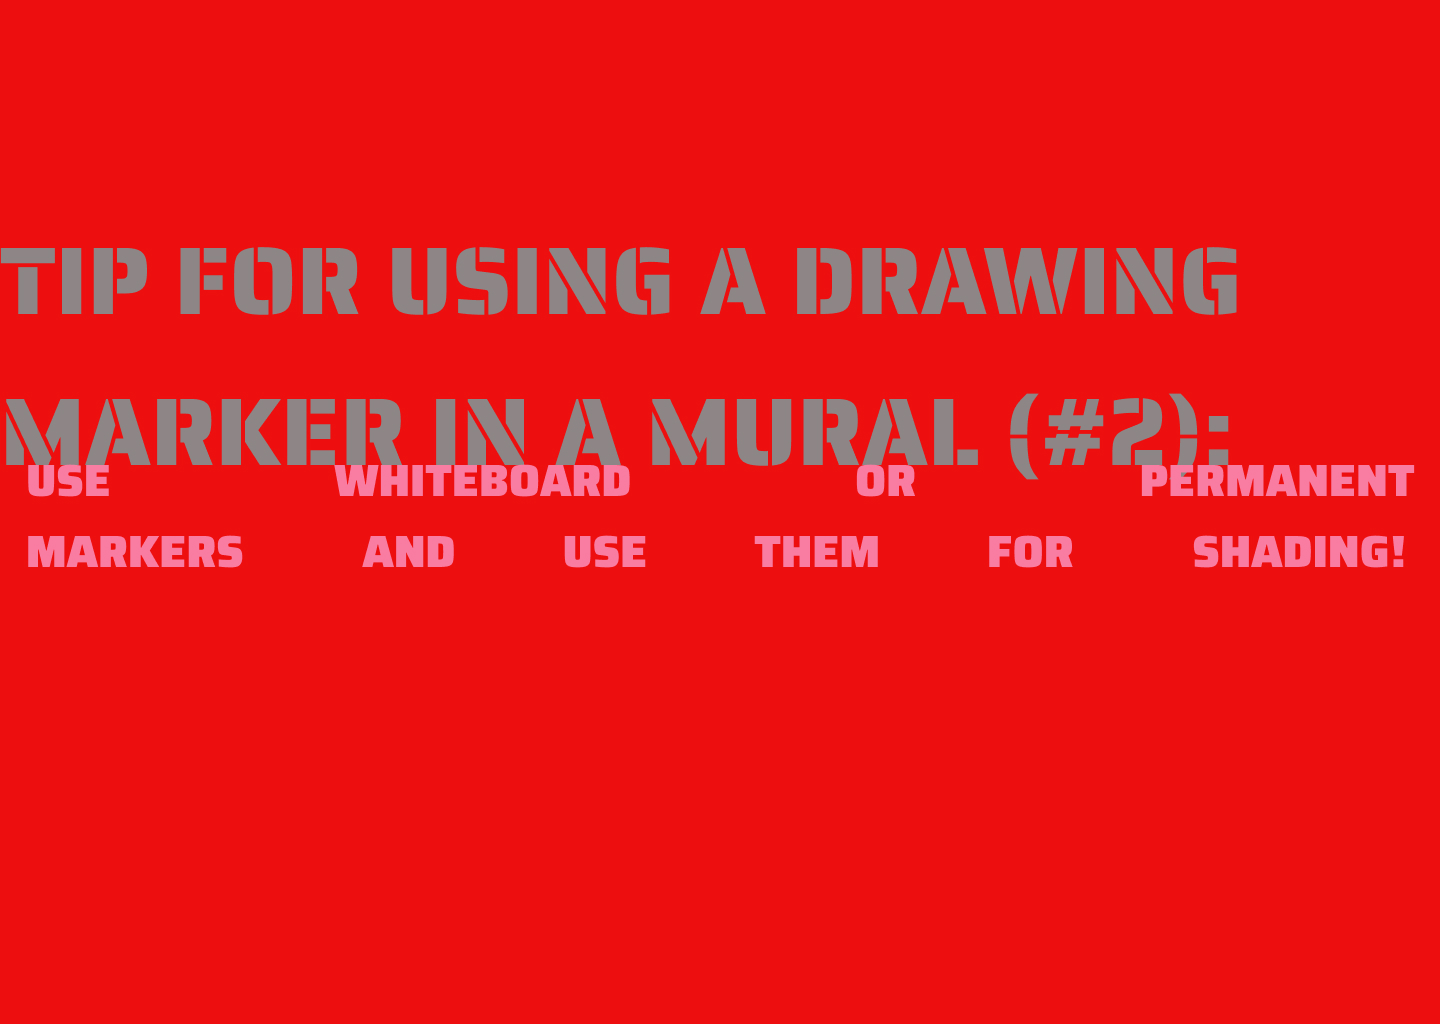 TIP FOR USING A DRAWING
MARKER IN A MURAL (#2):
USE WHITEBOARD OR PERMANENT
MARKERS AND USE THEM FOR SHADING!